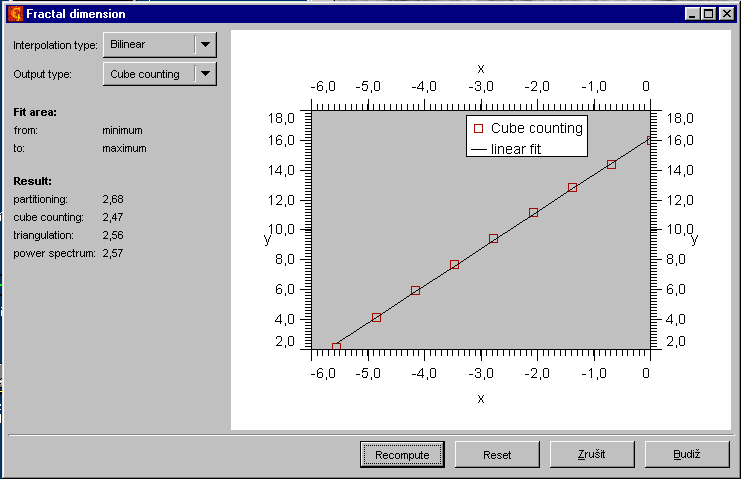 Fractal dimension
Interpolation type: Bilinear
Output type: Cube counting
Fit area:
from: minimum
to: maximum
Result:
partitioning: 2,68
cube counting: 2,47
triangulation: 2,56
power spectrum: 2,57
x
-6,0 -5,0 -4,0 -3,0 -2,0 -1,0 0
18,0 18,0
16,0 16,0
14,0 14,0
12,0 12,0
10,0 10,0
y y
8,0 8,0
6,0 6,0
4,0 4,0
2,0 2,0
Cube counting
linear fit
-6,0 -5,0 -4,0 -3,0 -2,0 -1,0 0
x
Recompute Reset Zrušit Budiž